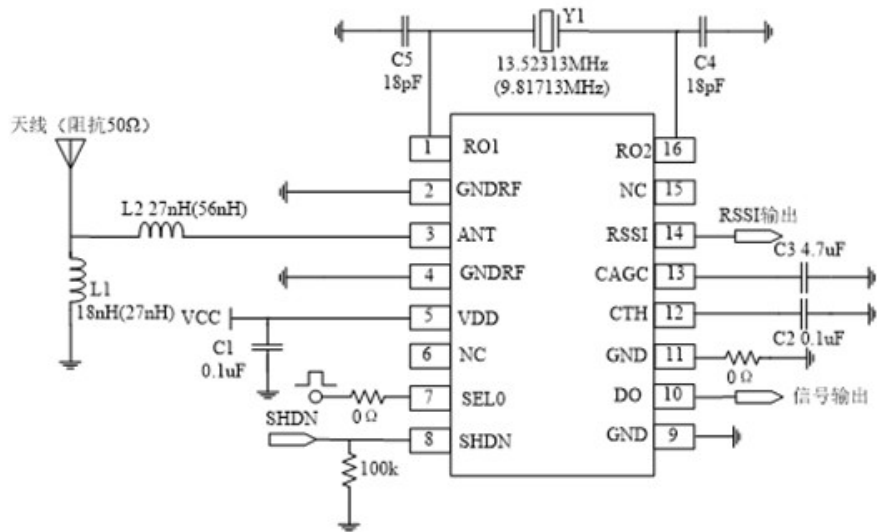 Y1
C5
18pF
13.52313MHz
(9.81713MHz)
C4
18pF
天线（阻抗50Ω）
1 RO1
RO2 16
2 GNDRF
NC 15
L2 27nH(56nH)
RSSI输出
3 ANT
RSSI 14
C3 4.7uF
4 GNDRF
CAGC 13
L1
18nH(27nH)
VCC
5 VDD
CTH 12
C2 0.1uF
C1
0.1uF
6 NC
GND 11
0Ω
7 SEL0
DO 10
信号输出
0Ω
SHDN
8 SHDN
GND 9
100k